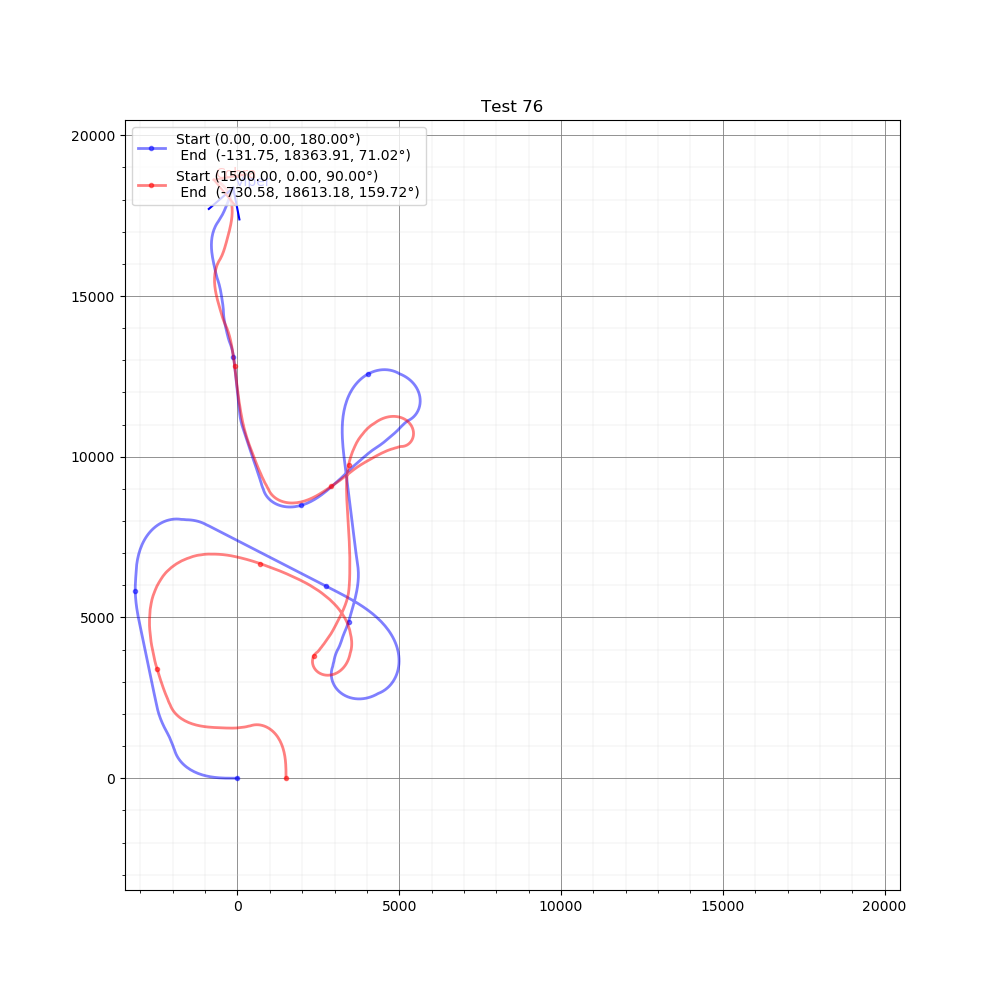 Test 76
Start (0.00, 0.00, 180.00°)
End (-131.75, 18363.91, 71.02°)
Start (1500.00, 0.00, 90.00°)
End (-730.58, 18613.18, 159.72°)
20000
15000
10000
5000
0
0
5000
10000
15000
20000